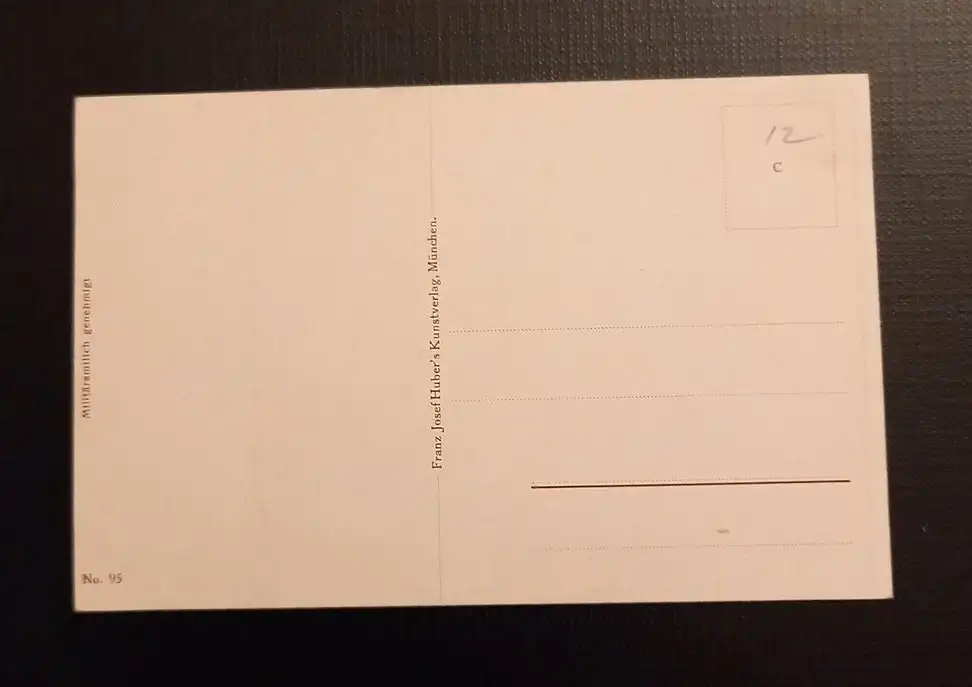 Militäramtlich genehmigt
No. 95
Franz Josef Huber's Kunstverlag, München.
12
C